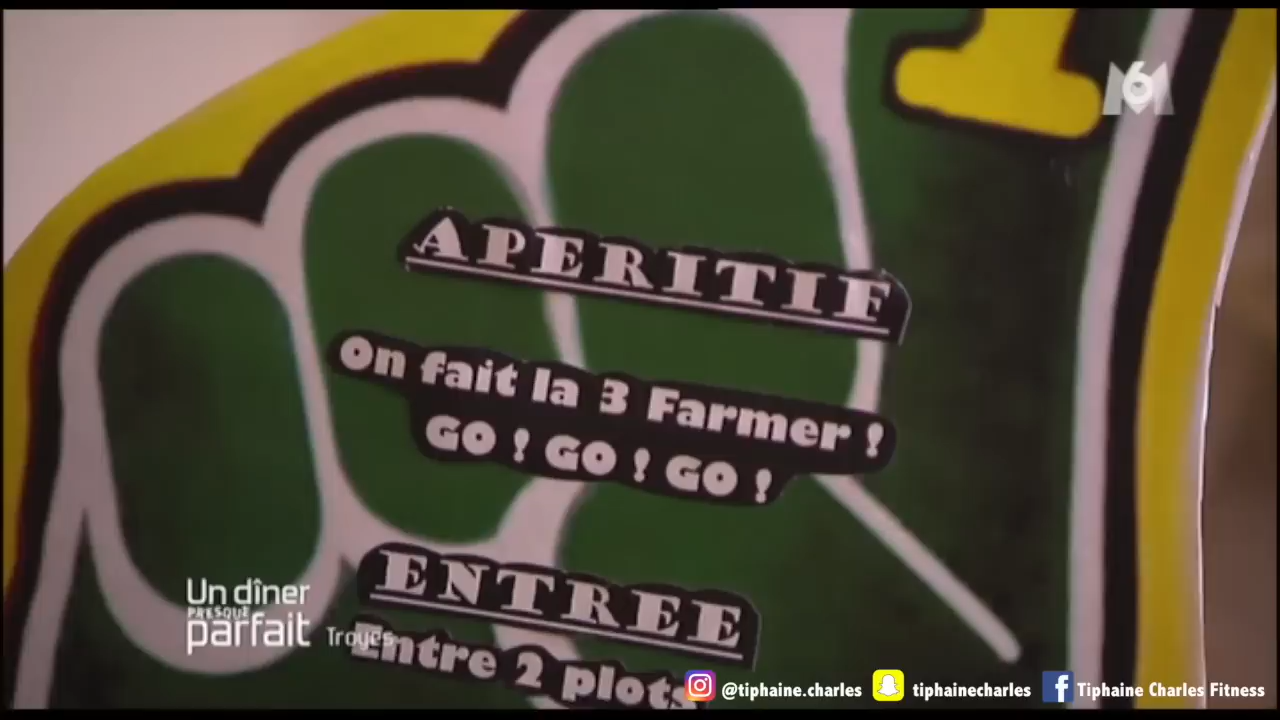 M6
APERITIF
On fait la 3 Farmer !
GO ! GO ! GO !
ENTREE
Entre 2 plots
Un dîner
PRESQUE
parfait Troyes
@tiphaine.charles tiphainecharles Tiphaine Charles Fitness